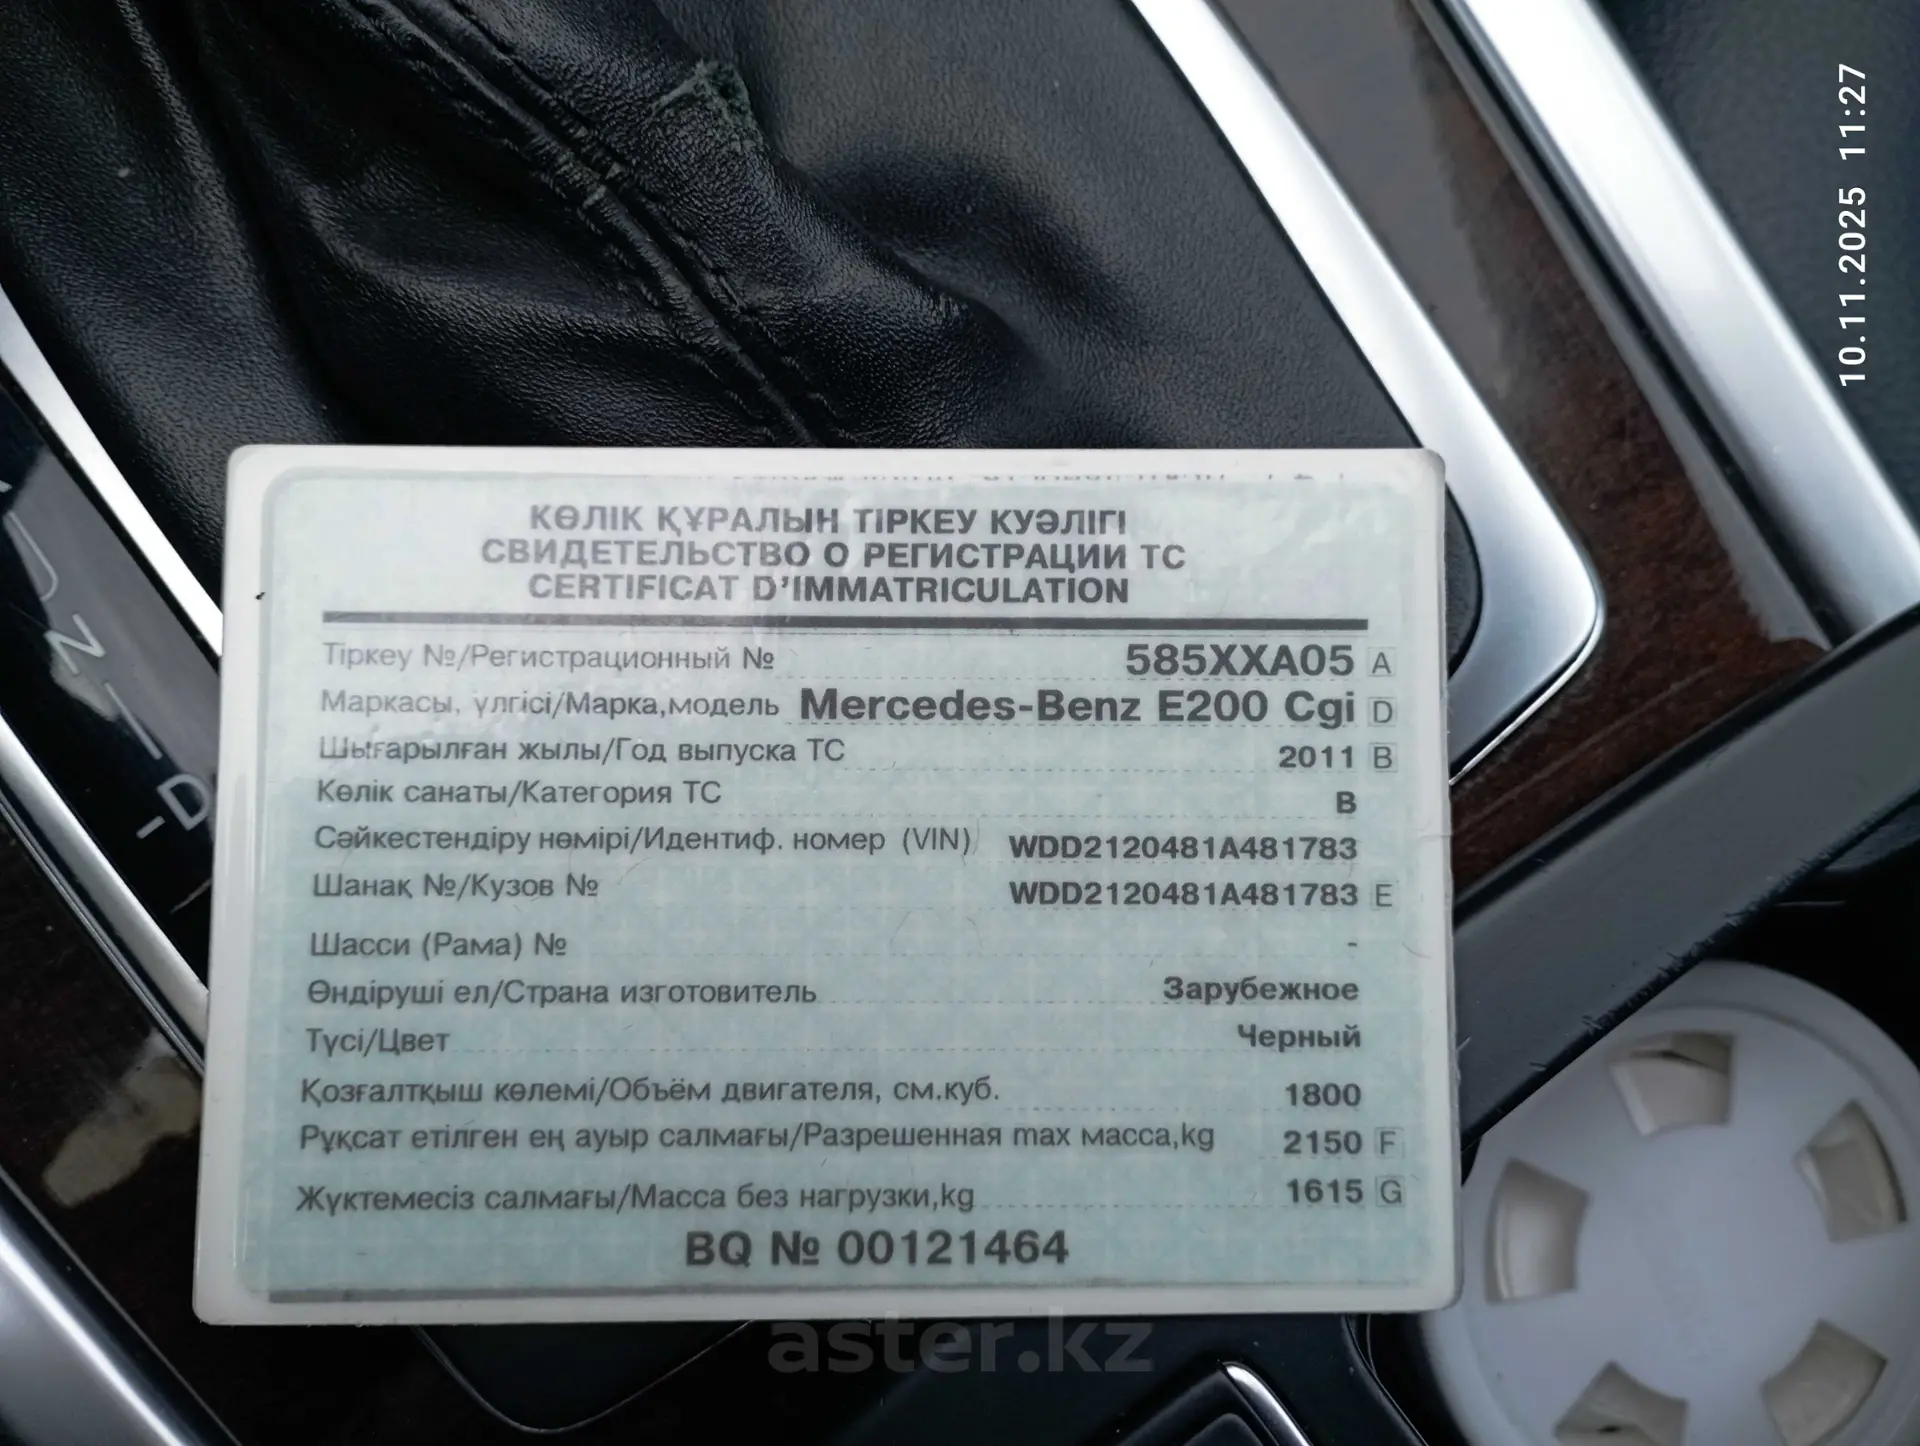 КӨЛІК ҚҰРАЛЫН ТІРКЕУ КУӘЛІГІ
СВИДЕТЕЛЬСТВО О РЕГИСТРАЦИИ ТС
CERTIFICAT D'IMMATRICULATION
Тіркеу №/Регистрационный № 585XXA05 A
Маркасы, үлгісі/Марка,модель Mercedes-Benz E200 Cgi D
Шығарылған жылы/Год выпуска ТС 2011 B
Көлік санаты/Категория ТС B
Сәйкестендіру нөмірі/Идентиф. номер (VIN) WDD2120481A481783
Шанақ №/Кузов № WDD2120481A481783 E
Шасси (Рама) № -
Өндіруші ел/Страна изготовитель Зарубежное
Түсі/Цвет Черный
Қозғалтқыш көлемі/Объём двигателя, см.куб. 1800
Рұқсат етілген ең ауыр салмағы/Разрешенная max масса,kg 2150 F
Жүктемесіз салмағы/Масса без нагрузки,kg 1615 G
BQ № 00121464
N
-D
10.11.2025 11:27
aster.kz